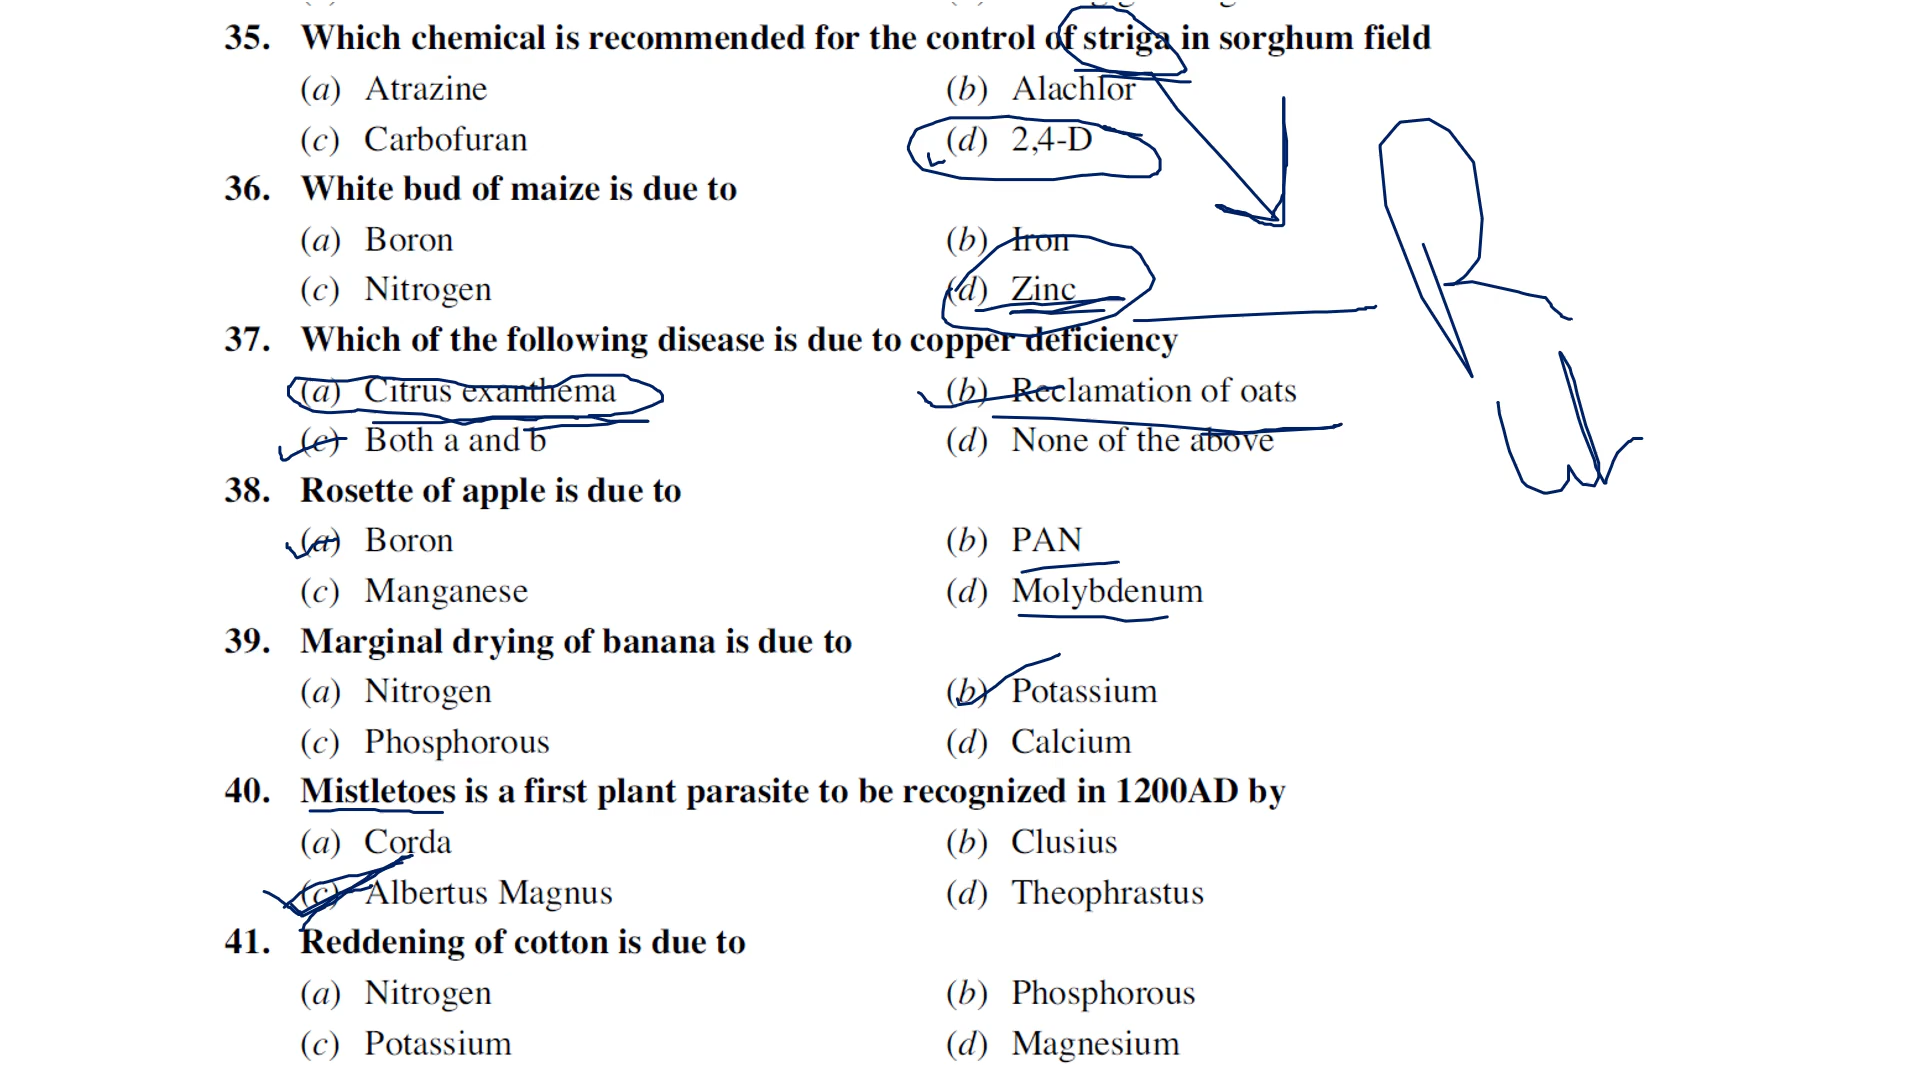 35. Which chemical is recommended for the control of striga in sorghum field
(a) Atrazine (b) Alachlor
(c) Carbofuran (d) 2,4-D
36. White bud of maize is due to
(a) Boron (b) Iron
(c) Nitrogen (d) Zinc
37. Which of the following disease is due to copper deficiency
(a) Citrus exanthema (b) Reclamation of oats
(c) Both a and b (d) None of the above
38. Rosette of apple is due to
(a) Boron (b) PAN
(c) Manganese (d) Molybdenum
39. Marginal drying of banana is due to
(a) Nitrogen (b) Potassium
(c) Phosphorous (d) Calcium
40. Mistletoes is a first plant parasite to be recognized in 1200AD by
(a) Corda (b) Clusius
(c) Albertus Magnus (d) Theophrastus
41. Reddening of cotton is due to
(a) Nitrogen (b) Phosphorous
(c) Potassium (d) Magnesium